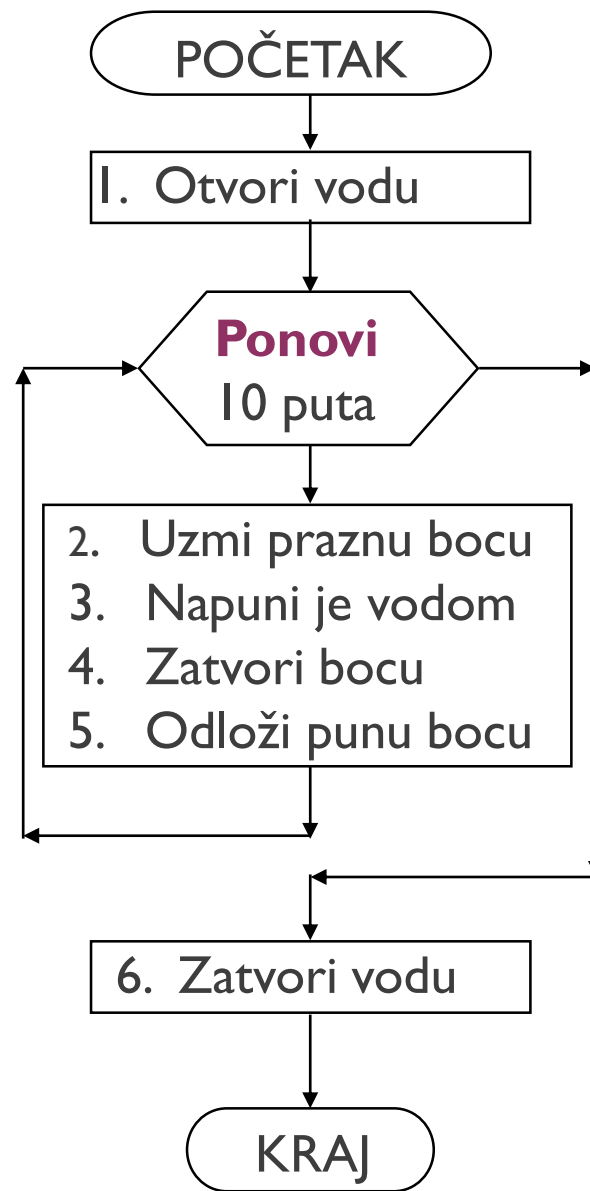 POČETAK
1. Otvori vodu
Ponovi
10 puta
2. Uzmi praznu bocu
3. Napuni je vodom
4. Zatvori bocu
5. Odloži punu bocu
6. Zatvori vodu
KRAJ